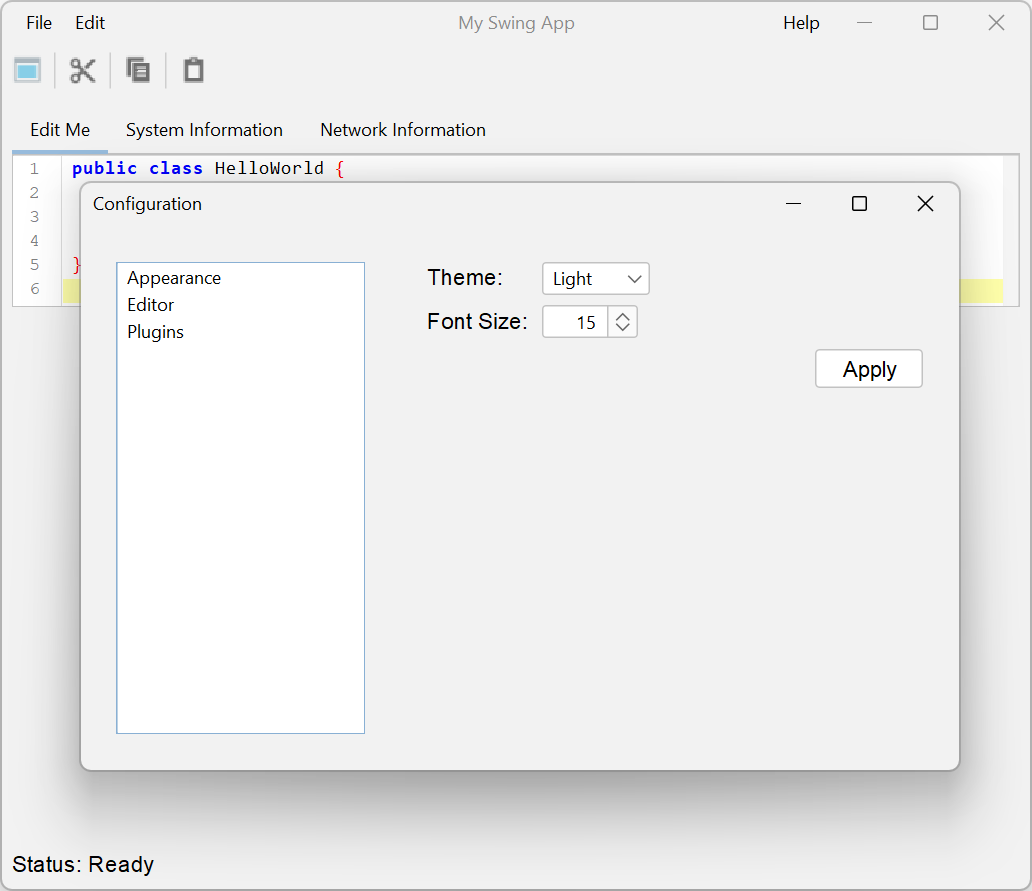 File Edit My Swing App Help
Edit Me System Information Network Information
1 public class HelloWorld {
2
3
4
5 }
6
Configuration
Appearance
Editor
Plugins
Theme: Light
Font Size: 15
Apply
Status: Ready